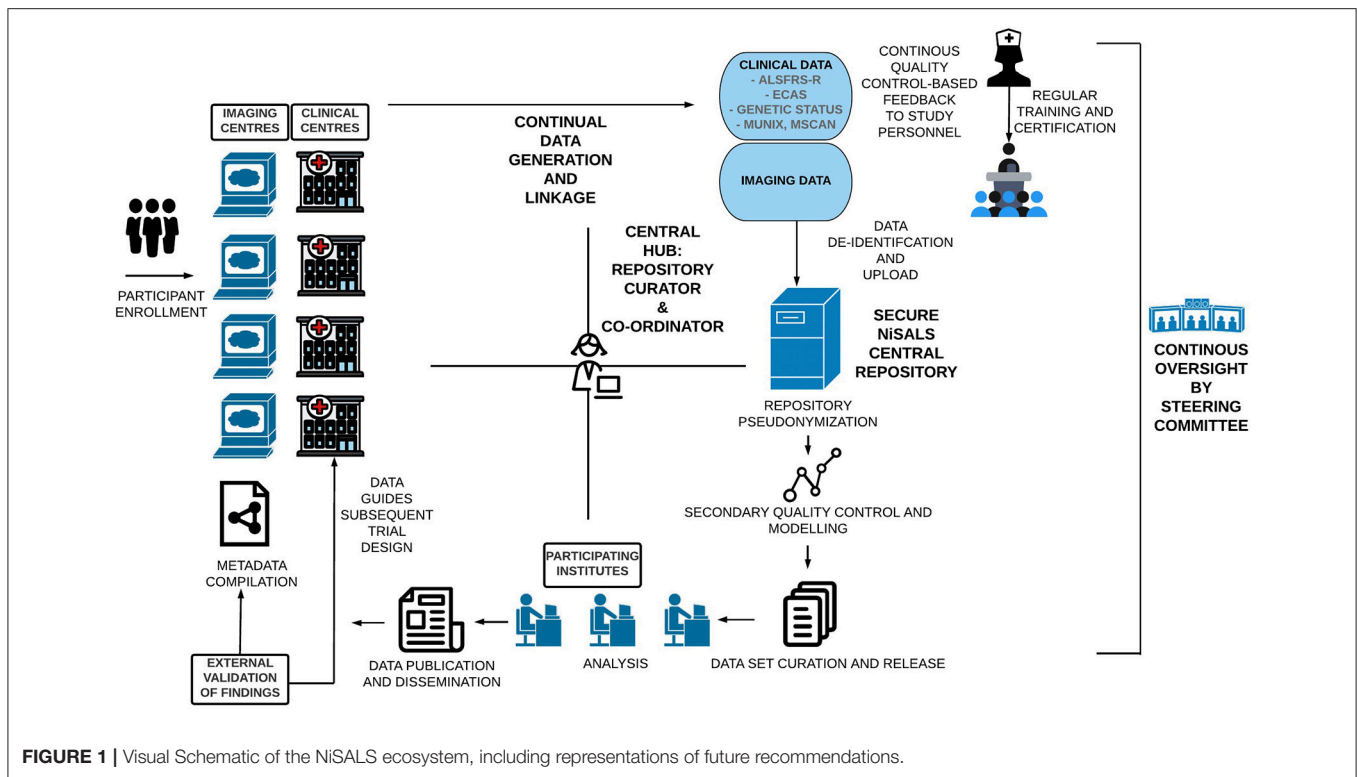 IMAGING
CENTRES
CLINICAL
CENTRES
PARTICIPANT
ENROLLMENT
CONTINUAL
DATA
GENERATION
AND
LINKAGE
CLINICAL DATA
- ALSFRS-R
- ECAS
- GENETIC STATUS
- MUNIX, MSCAN
IMAGING DATA
CONTINOUS
QUALITY
CONTROL-BASED
FEEDBACK
TO STUDY
PERSONNEL
REGULAR
TRAINING AND
CERTIFICATION
DATA
DE-IDENTIFCATION
AND
UPLOAD
CENTRAL
HUB:
REPOSITORY
CURATOR
&
CO-ORDINATOR
SECURE
NiSALS
CENTRAL
REPOSITORY
CONTINOUS
OVERSIGHT
BY
STEERING
COMMITTEE
REPOSITORY
PSEUDONYMIZATION
SECONDARY QUALITY CONTROL AND
MODELLING
DATA SET CURATION AND RELEASE
PARTICIPATING
INSTITUTES
ANALYSIS
DATA PUBLICATION
AND DISSEMINATION
DATA
GUIDES
SUBSEQUENT
TRIAL
DESIGN
METADATA
COMPILATION
EXTERNAL
VALIDATION
OF FINDINGS
FIGURE 1 | Visual Schematic of the NiSALS ecosystem, including representations of future recommendations.